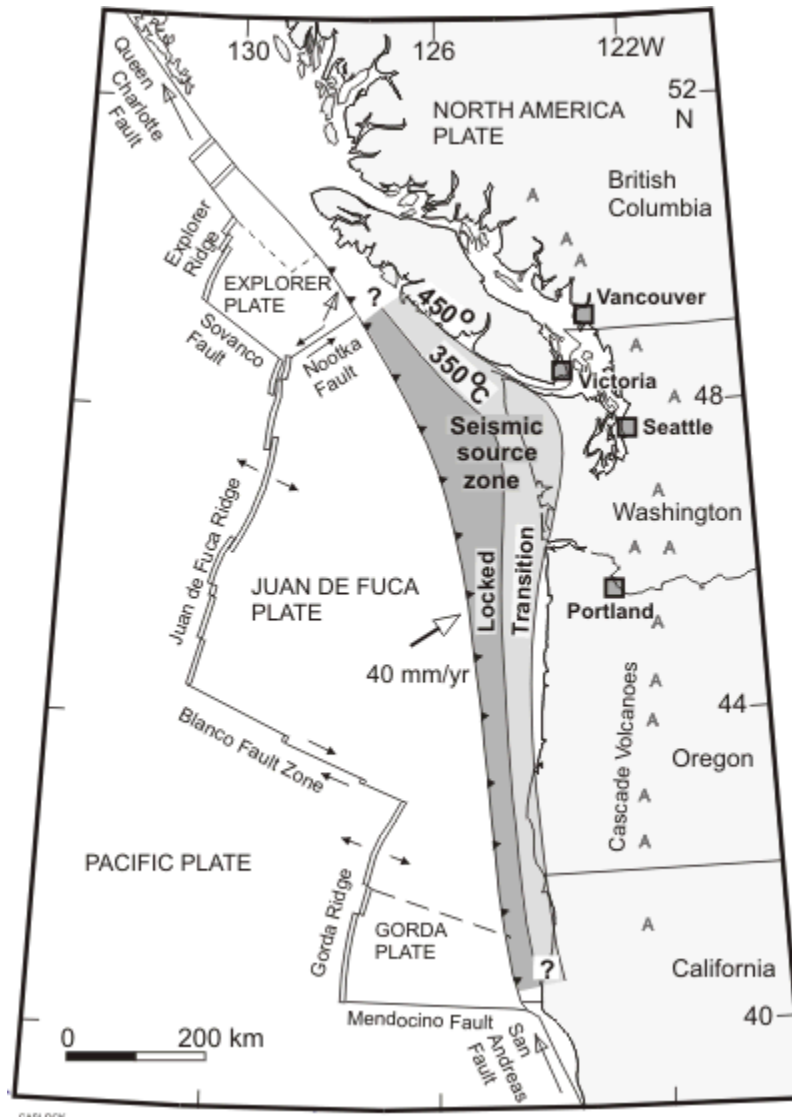 130
126
122W
52
N
Queen
Charlotte
Fault
NORTH AMERICA
PLATE
British
Columbia
A
A
A
Explorer
Ridge
EXPLORER
PLATE
?
450°
Vancouver
Sovanco
Fault
Nootka
Fault
350°C
A
Victoria
A
48
Seismic
source
zone
Seattle
A
Washington
A
A
Juan de Fuca Ridge
JUAN DE FUCA
PLATE
Locked
Transition
Portland
A
40 mm/yr
A
A
44
Blanco Fault Zone
Cascade Volcanoes
Oregon
A
A
PACIFIC PLATE
Gorda Ridge
GORDA
PLATE
A
?
California
Mendocino Fault
San
Andreas
Fault
40
0
200 km